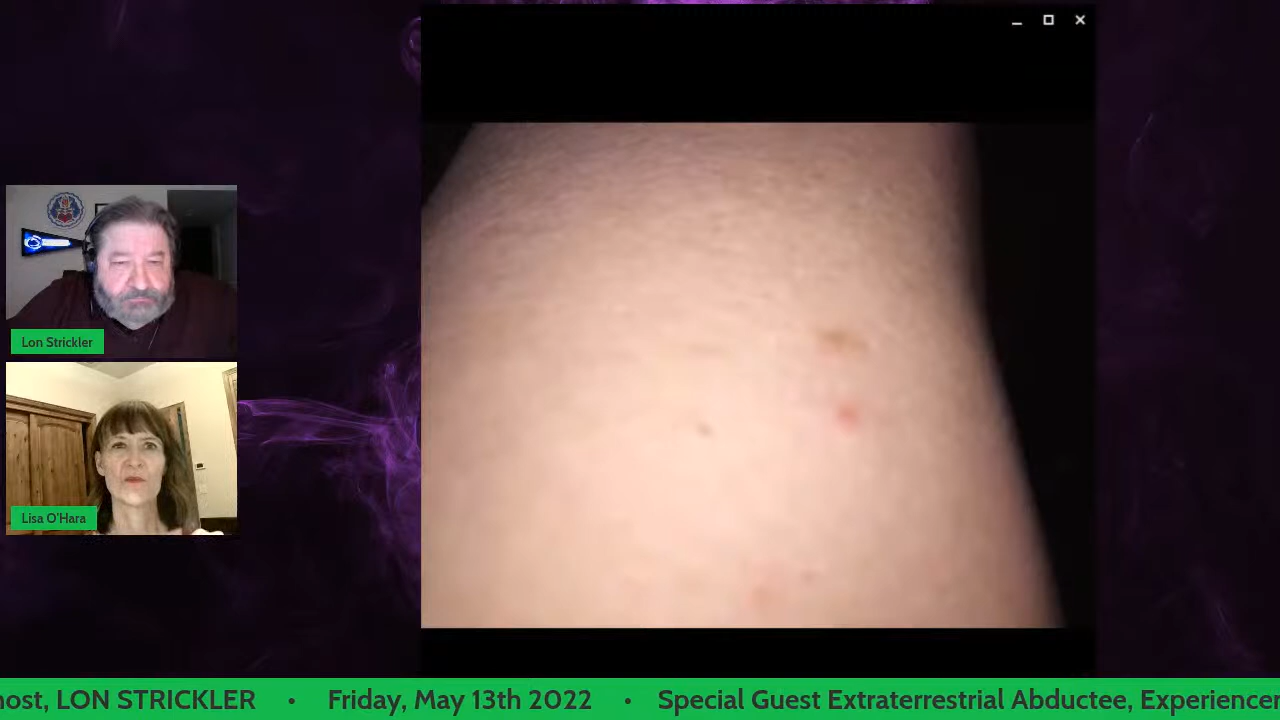 Lon Strickler
Lisa O'Hara
host, LON STRICKLER • Friday, May 13th 2022 • Special Guest Extraterrestrial Abductee, Experiencer